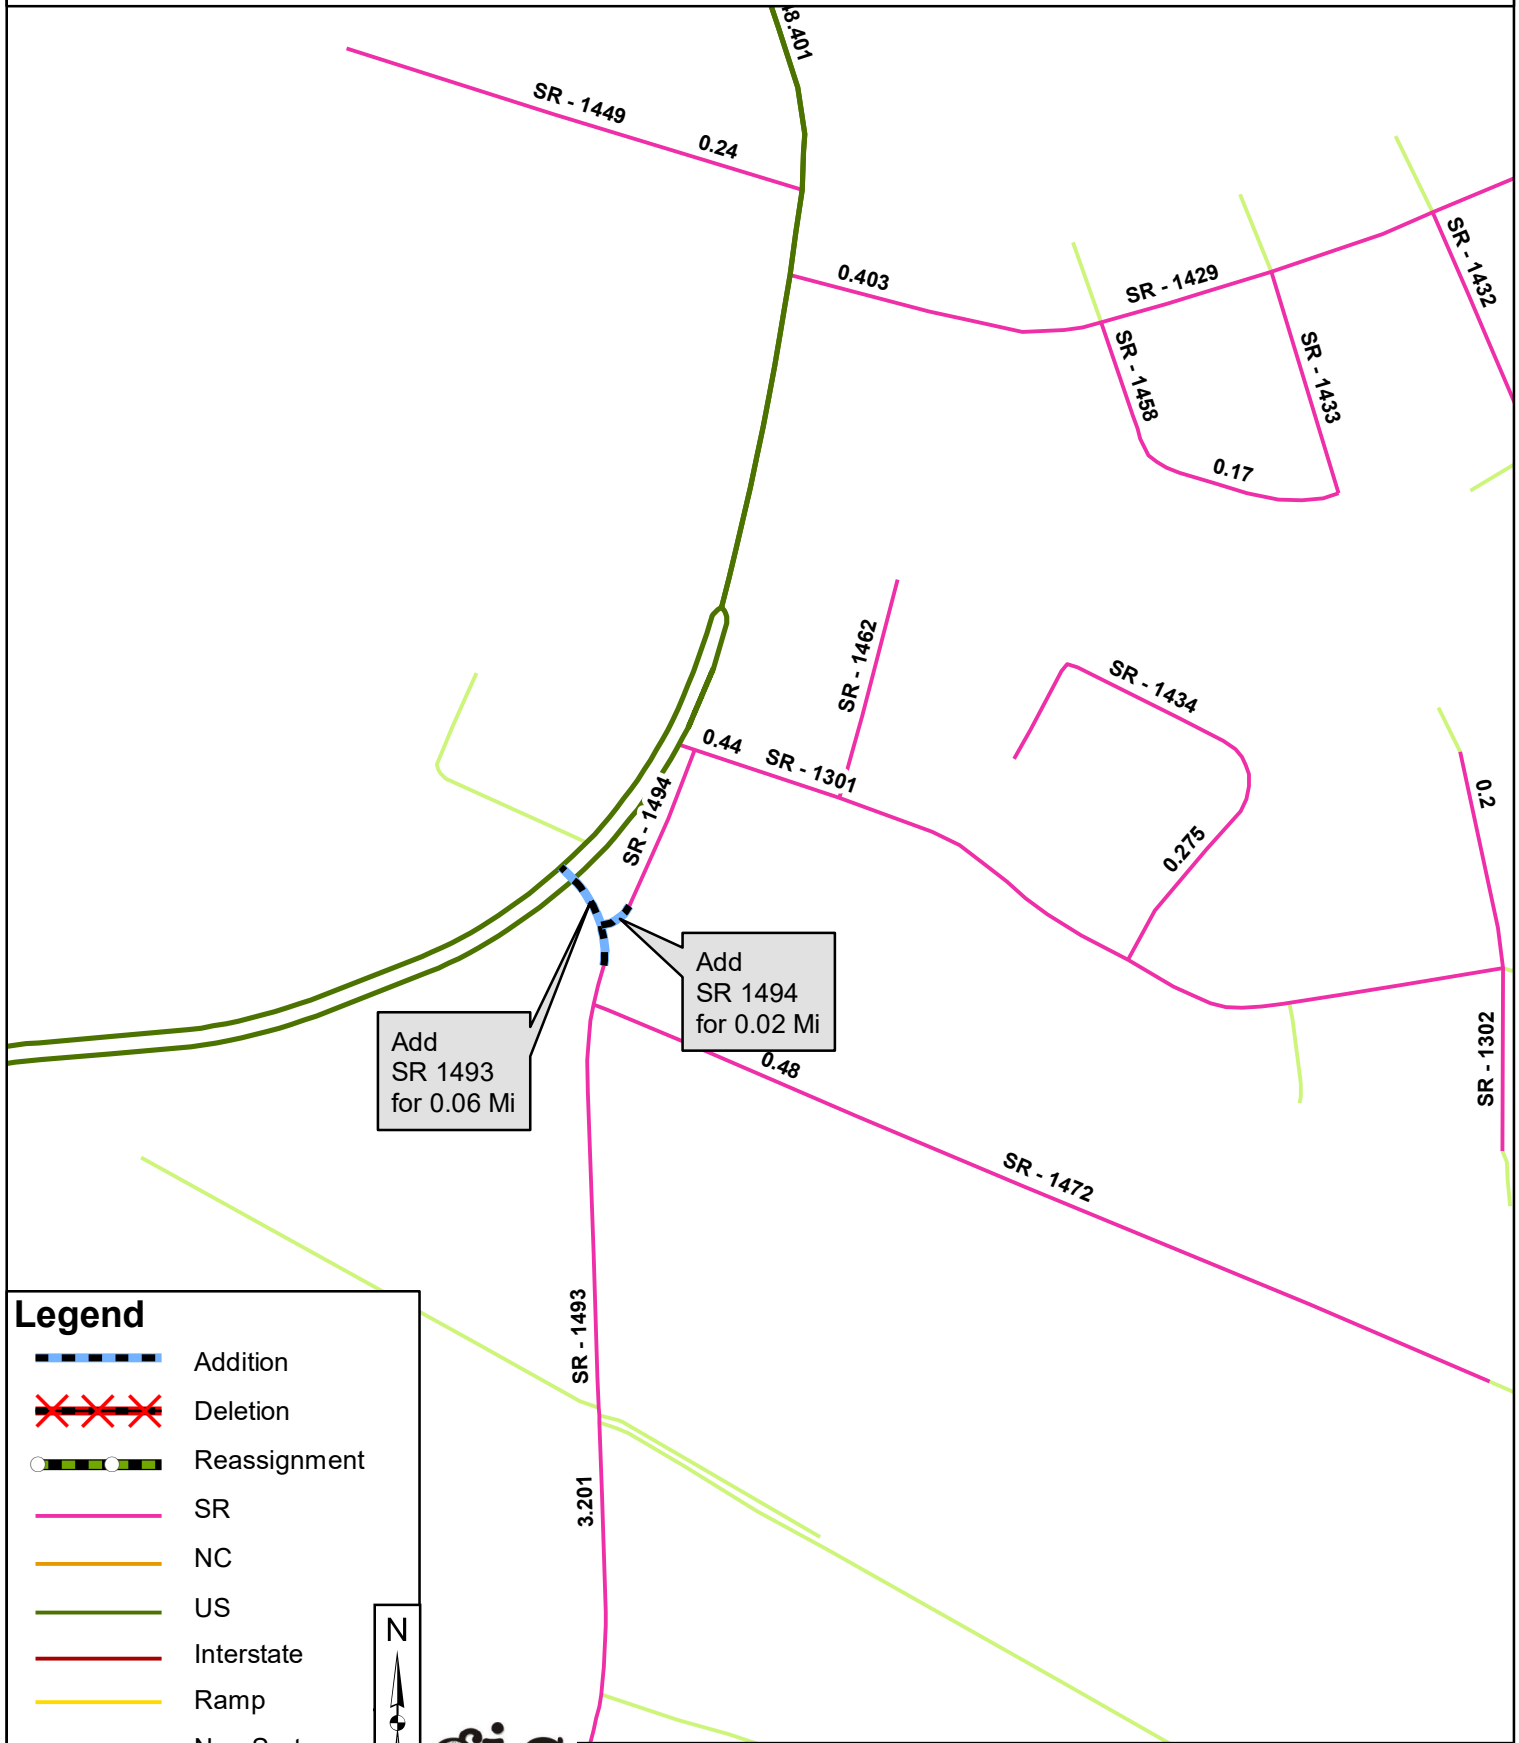 8.401
SR - 1449
0.24
0.403
SR - 1429
SR - 1432
SR - 1458
SR - 1433
0.17
SR - 1462
SR - 1434
0.44
SR - 1301
SR - 1494
0.275
0.2
Add
SR 1494
for 0.02 Mi
Add
SR 1493
for 0.06 Mi
0.48
SR - 1302
SR - 1472
SR - 1493
3.201
Legend
Addition
Deletion
Reassignment
SR
NC
US
Interstate
Ramp
N